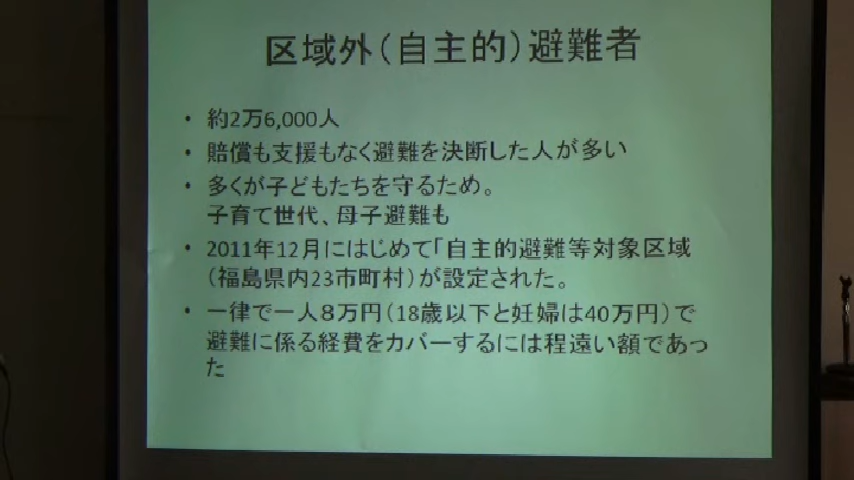 区域外（自主的）避難者
・ 約2万6,000人
・ 賠償も支援もなく避難を決断した人が多い
・ 多くが子どもたちを守るため。
子育て世代、母子避難も
・ 2011年12月にはじめて「自主的避難等対象区域
（福島県内23市町村）が設定された。
・ 一律で一人８万円（18歳以下と妊婦は40万円）で
避難に係る経費をカバーするには程遠い額であっ
た